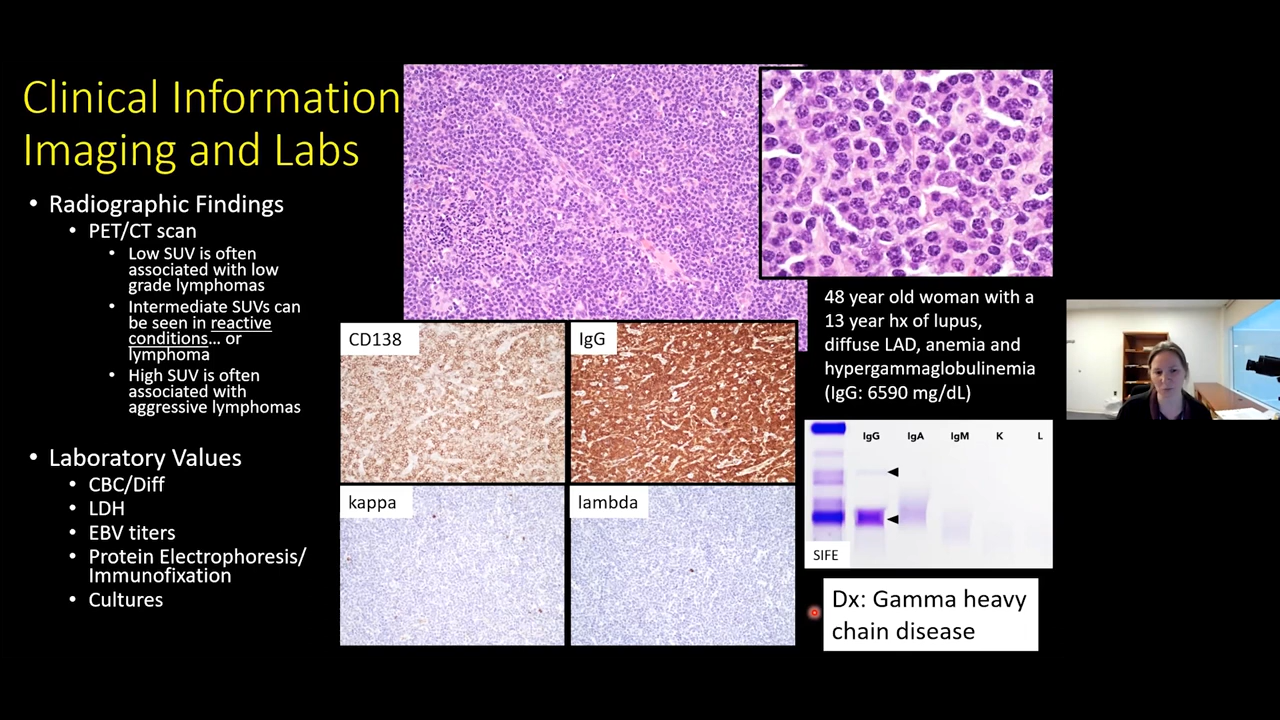 Clinical Information
Imaging and Labs
• Radiographic Findings
• PET/CT scan
• Low SUV is often
associated with low
grade lymphomas
• Intermediate SUVs can
be seen in reactive
conditions… or
lymphoma
• High SUV is often
associated with
aggressive lymphomas
• Laboratory Values
• CBC/Diff
• LDH
• EBV titers
• Protein Electrophoresis/
Immunofixation
• Cultures
CD138
IgG
kappa
lambda
48 year old woman with a
13 year hx of lupus,
diffuse LAD, anemia and
hypergammaglobulinemia
(IgG: 6590 mg/dL)
IgG IgA IgM K L
SIFE
Dx: Gamma heavy
chain disease